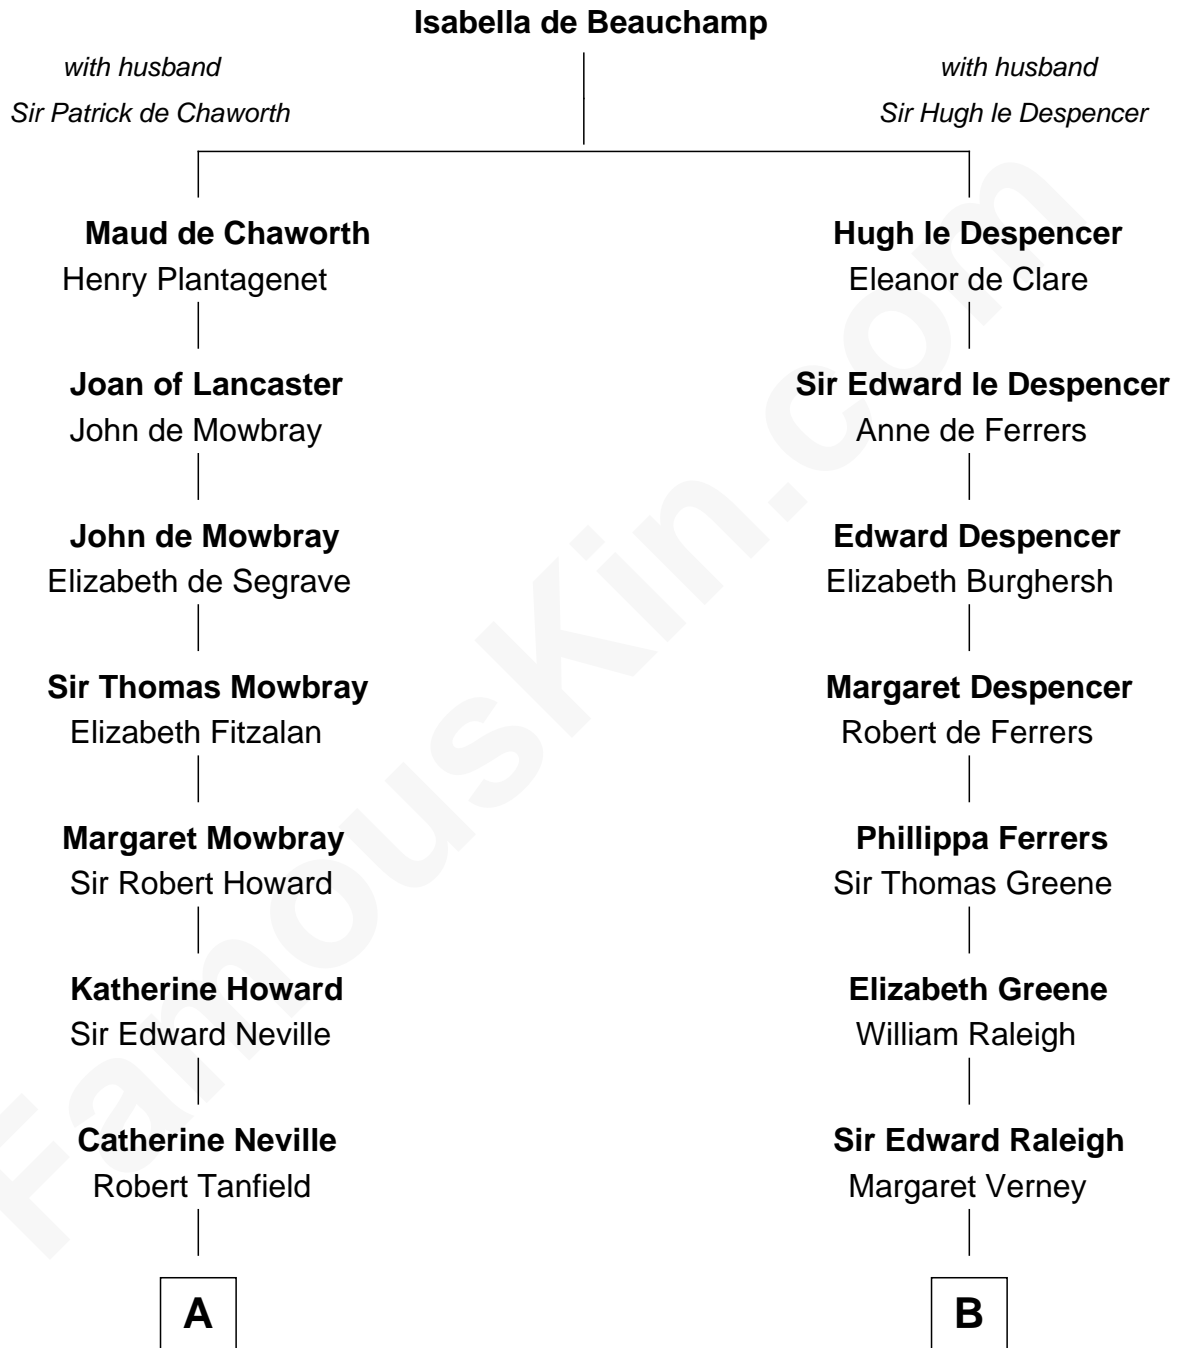 Isabella de Beauchamp
with husband
Sir Patrick de Chaworth
with husband
Sir Hugh le Despencer
Maud de Chaworth
Henry Plantagenet
Hugh le Despencer
Eleanor de Clare
Joan of Lancaster
John de Mowbray
Sir Edward le Despencer
Anne de Ferrers
John de Mowbray
Elizabeth de Segrave
Edward Despencer
Elizabeth Burghersh
Sir Thomas Mowbray
Elizabeth Fitzalan
Margaret Despencer
Robert de Ferrers
Margaret Mowbray
Sir Robert Howard
Phillippa Ferrers
Sir Thomas Greene
Katherine Howard
Sir Edward Neville
Elizabeth Greene
William Raleigh
Catherine Neville
Robert Tanfield
Sir Edward Raleigh
Margaret Verney
A
B
FamousKin.com